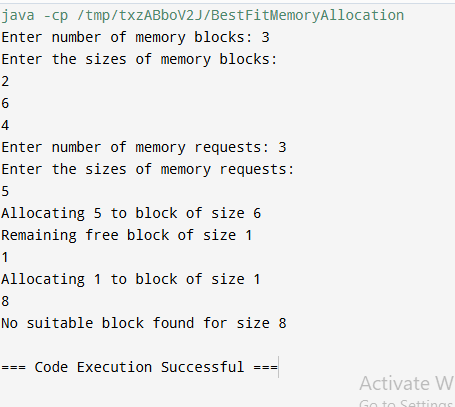 java -cp /tmp/txzABboV2J/BestFitMemoryAllocation
Enter number of memory blocks: 3
Enter the sizes of memory blocks:
2
6
4
Enter number of memory requests: 3
Enter the sizes of memory requests:
5
Allocating 5 to block of size 6
Remaining free block of size 1
1
Allocating 1 to block of size 1
8
No suitable block found for size 8
=== Code Execution Successful ===
Activate W
Go to Settings